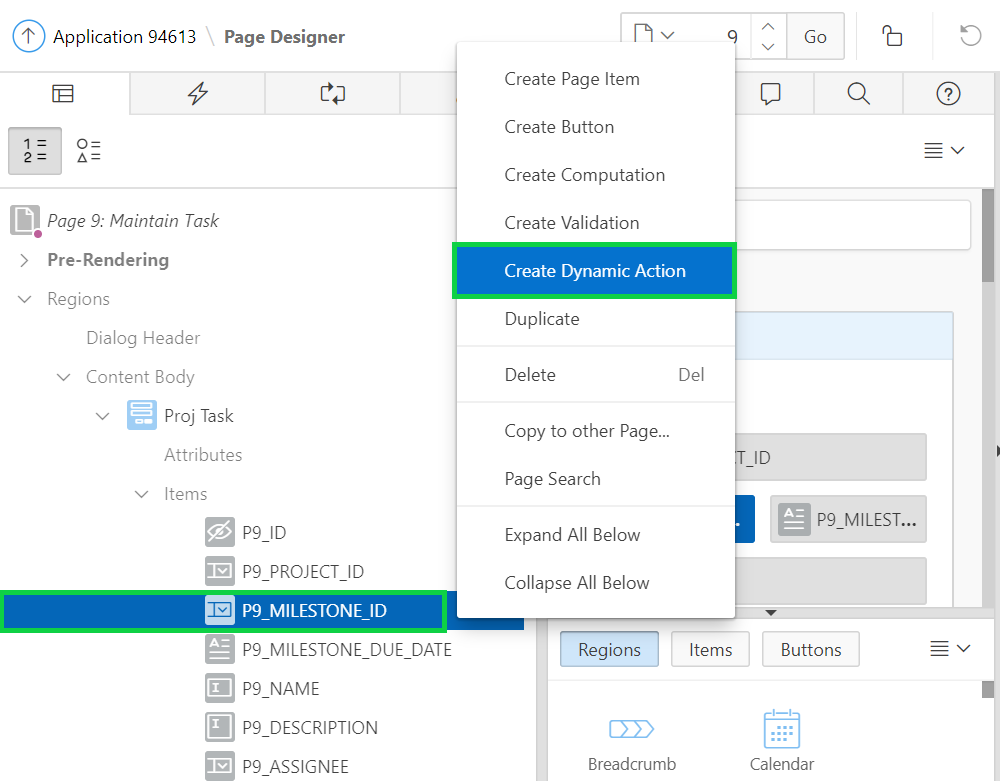 Application 94613 \ Page Designer
9
Go
1
2
Page 9: Maintain Task
Pre-Rendering
Regions
Dialog Header
Content Body
Proj Task
Attributes
Items
P9_ID
P9_PROJECT_ID
P9_MILESTONE_ID
P9_MILESTONE_DUE_DATE
P9_NAME
P9_DESCRIPTION
P9_ASSIGNEE
Create Page Item
Create Button
Create Computation
Create Validation
Create Dynamic Action
Duplicate
Delete Del
Copy to other Page...
Page Search
Expand All Below
Collapse All Below
CT_ID
... P9_MILEST...
Regions Items Buttons
Breadcrumb Calendar